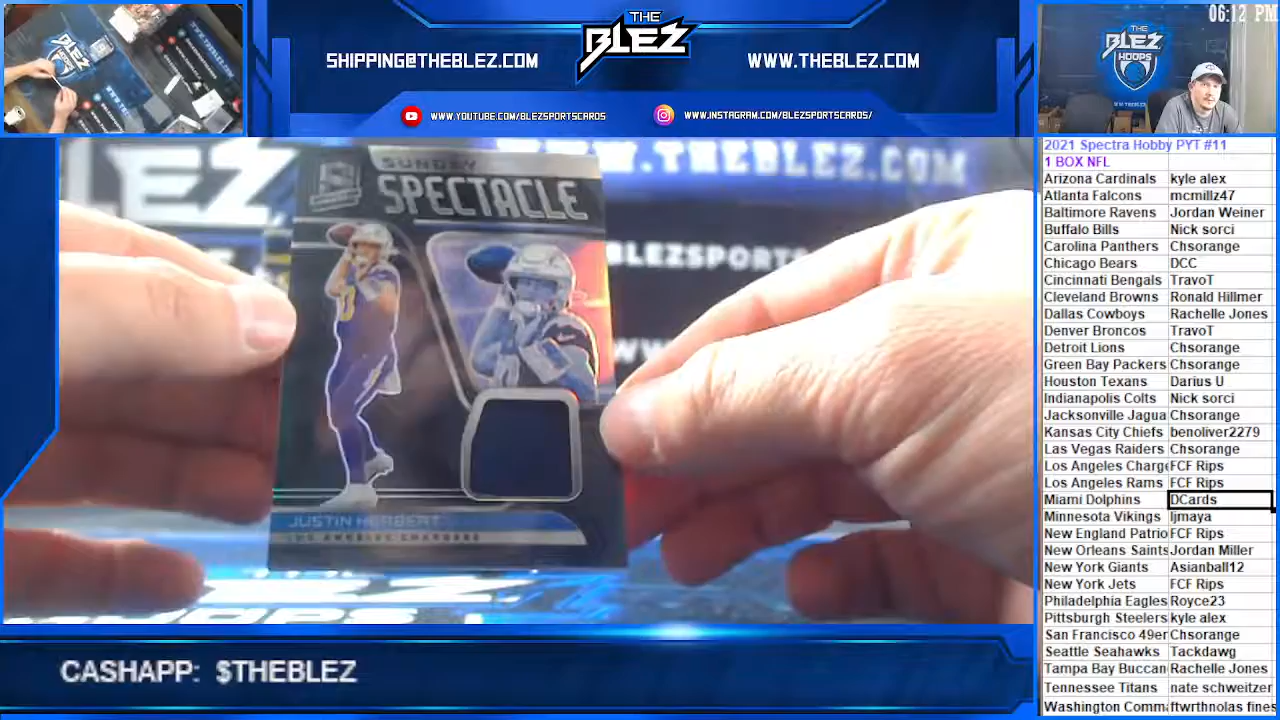 06:12 PM
THE
BLEZ
SHIPPING@THEBLEZ.COM
WWW.THEBLEZ.COM
WWW.YOUTUBE.COM/BLEZSPORTSCARDS
WWW.INSTAGRAM.COM/BLEZSPORTSCARDS/
THE
BLEZ
HOOPS
SUNDAY
SPECTACLE
JUSTIN HERBERT
LOS ANGELES CHARGERS
2021 Spectra Hobby PYT #11
1 BOX NFL
Arizona Cardinals kyle alex
Atlanta Falcons mcmillz47
Baltimore Ravens Jordan Weiner
Buffalo Bills Nick sorci
Carolina Panthers Chsorange
Chicago Bears DCC
Cincinnati Bengals TravoT
Cleveland Browns Ronald Hillmer
Dallas Cowboys Rachelle Jones
Denver Broncos TravoT
Detroit Lions Chsorange
Green Bay Packers Chsorange
Houston Texans Darius U
Indianapolis Colts Nick sorci
Jacksonville Jagua Chsorange
Kansas City Chiefs benoliver2279
Las Vegas Raiders Chsorange
Los Angeles Charge FCF Rips
Los Angeles Rams FCF Rips
Miami Dolphins DCards
Minnesota Vikings ljmaya
New England Patrio FCF Rips
New Orleans Saints Jordan Miller
New York Giants Asianball12
New York Jets FCF Rips
Philadelphia Eagles Royce23
Pittsburgh Steelers kyle alex
San Francisco 49er Chsorange
Seattle Seahawks Tackdawg
Tampa Bay Buccan Rachelle Jones
Tennessee Titans nate schweitzer
Washington Comma ftwrthnolas fines
CASHAPP: $THEBLEZ